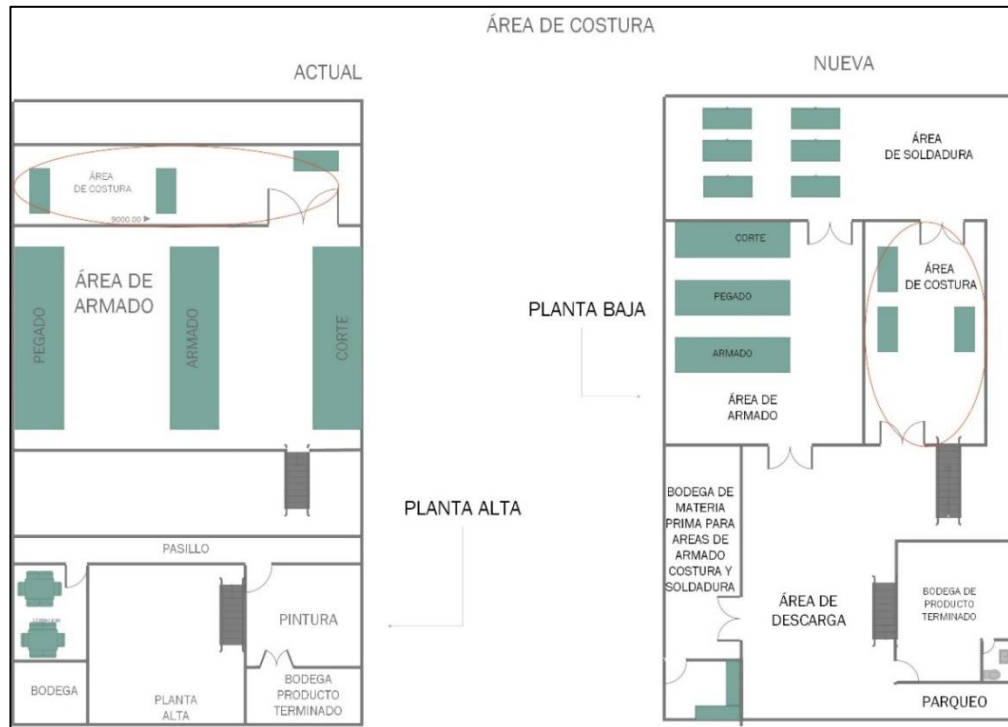 ÁREA DE COSTURA
ACTUAL
ÁREA
DE COSTURA
9000.00
ÁREA DE
ARMADO
PEGADO
ARMADO
CORTE
PLANTA ALTA
PASILLO
PINTURA
BODEGA
PLANTA
ALTA
BODEGA
PRODUCTO
TERMINADO
NUEVA
ÁREA
DE SOLDADURA
CORTE
PEGADO
ARMADO
ÁREA DE
ARMADO
ÁREA
DE COSTURA
PLANTA BAJA
BODEGA DE
MATERIA
PRIMA PARA
AREAS DE
ARMADO
COSTURA Y
SOLDADURA
ÁREA DE
DESCARGA
BODEGA DE
PRODUCTO
TERMINADO
PARQUEO